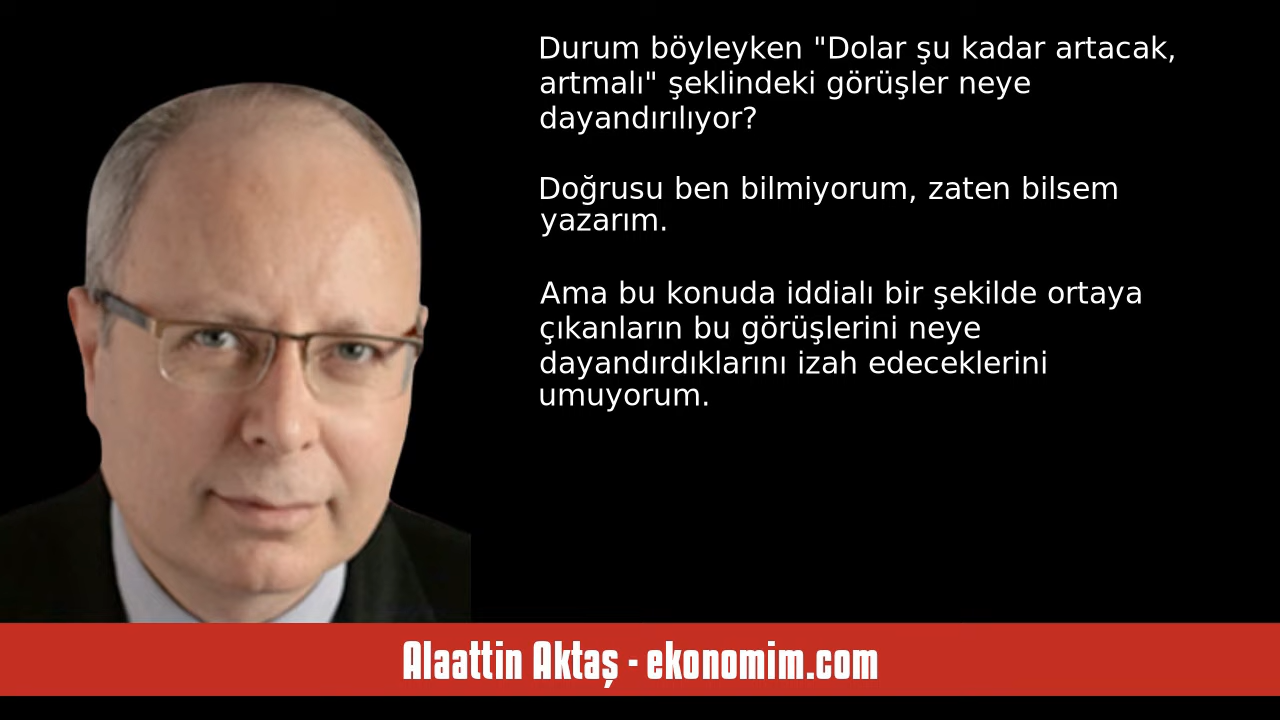 Durum böyleyken "Dolar şu kadar artacak,
artmalı" şeklindeki görüşler neye
dayandırılıyor?
Doğrusu ben bilmiyorum, zaten bilsem
yazarım.
Ama bu konuda iddialı bir şekilde ortaya
çıkanların bu görüşlerini neye
dayandırdıklarını izah edeceklerini
umuyorum.
Alaattin Aktaş - ekonomim.com